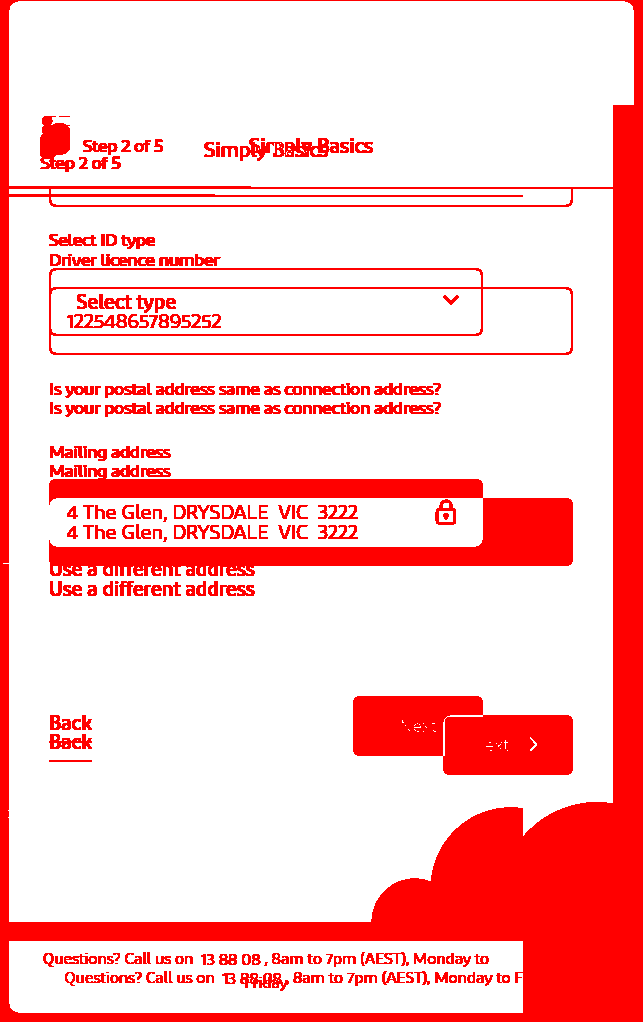 Step 2 of 5
Simply Basics
Step 2 of 5
Simply Basics
Select ID type
Driver licence number
Select type
122548657895252
Is your postal address same as connection address?
Is your postal address same as connection address?
Mailing address
Mailing address
4 The Glen, DRYSDALE VIC 3222
4 The Glen, DRYSDALE VIC 3222
Use a different address
Use a different address
Back
Next
Back
ext
Questions? Call us on 13 88 08 , 8am to 7pm (AEST), Monday to
Questions? Call us on 13 88 08 , 8am to 7pm (AEST), Monday to F
Friday